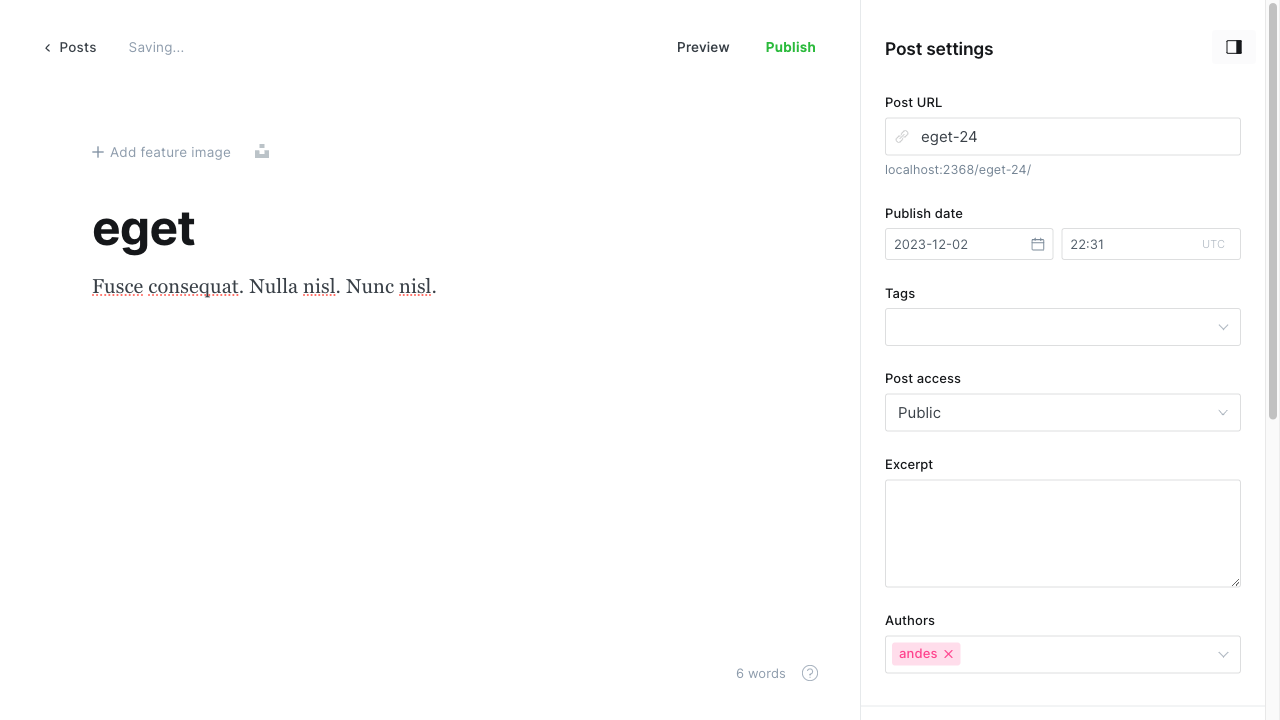 Posts
Saving...
Preview
Publish
Add feature image
eget
Fusce consequat. Nulla nisl. Nunc nisl.
6 words
?
Post settings
Post URL
eget-24
localhost:2368/eget-24/
Publish date
2023-12-02
22:31
UTC
Tags
Post access
Public
Excerpt
Authors
andes